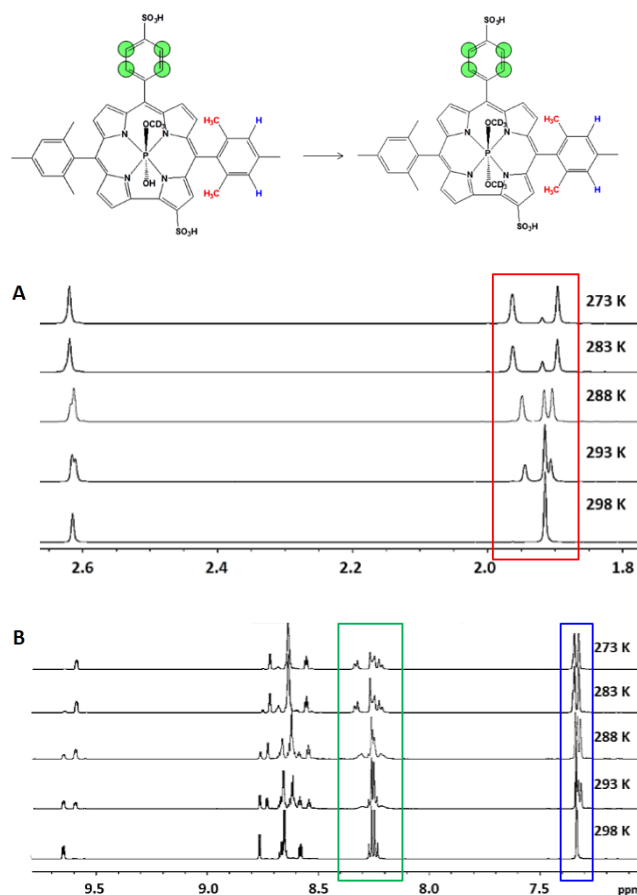 SO₃H SO₃H
H₃C OCD₃ H H₃C OCD₃ H
N N N N
P P
N OH N N OCD₃ N
H₃C H H₃C H
SO₃H SO₃H
A
273 K
283 K
288 K
293 K
298 K
2.6 2.4 2.2 2.0 1.8
B
273 K
283 K
288 K
293 K
298 K
9.5 9.0 8.5 8.0 7.5 ppm